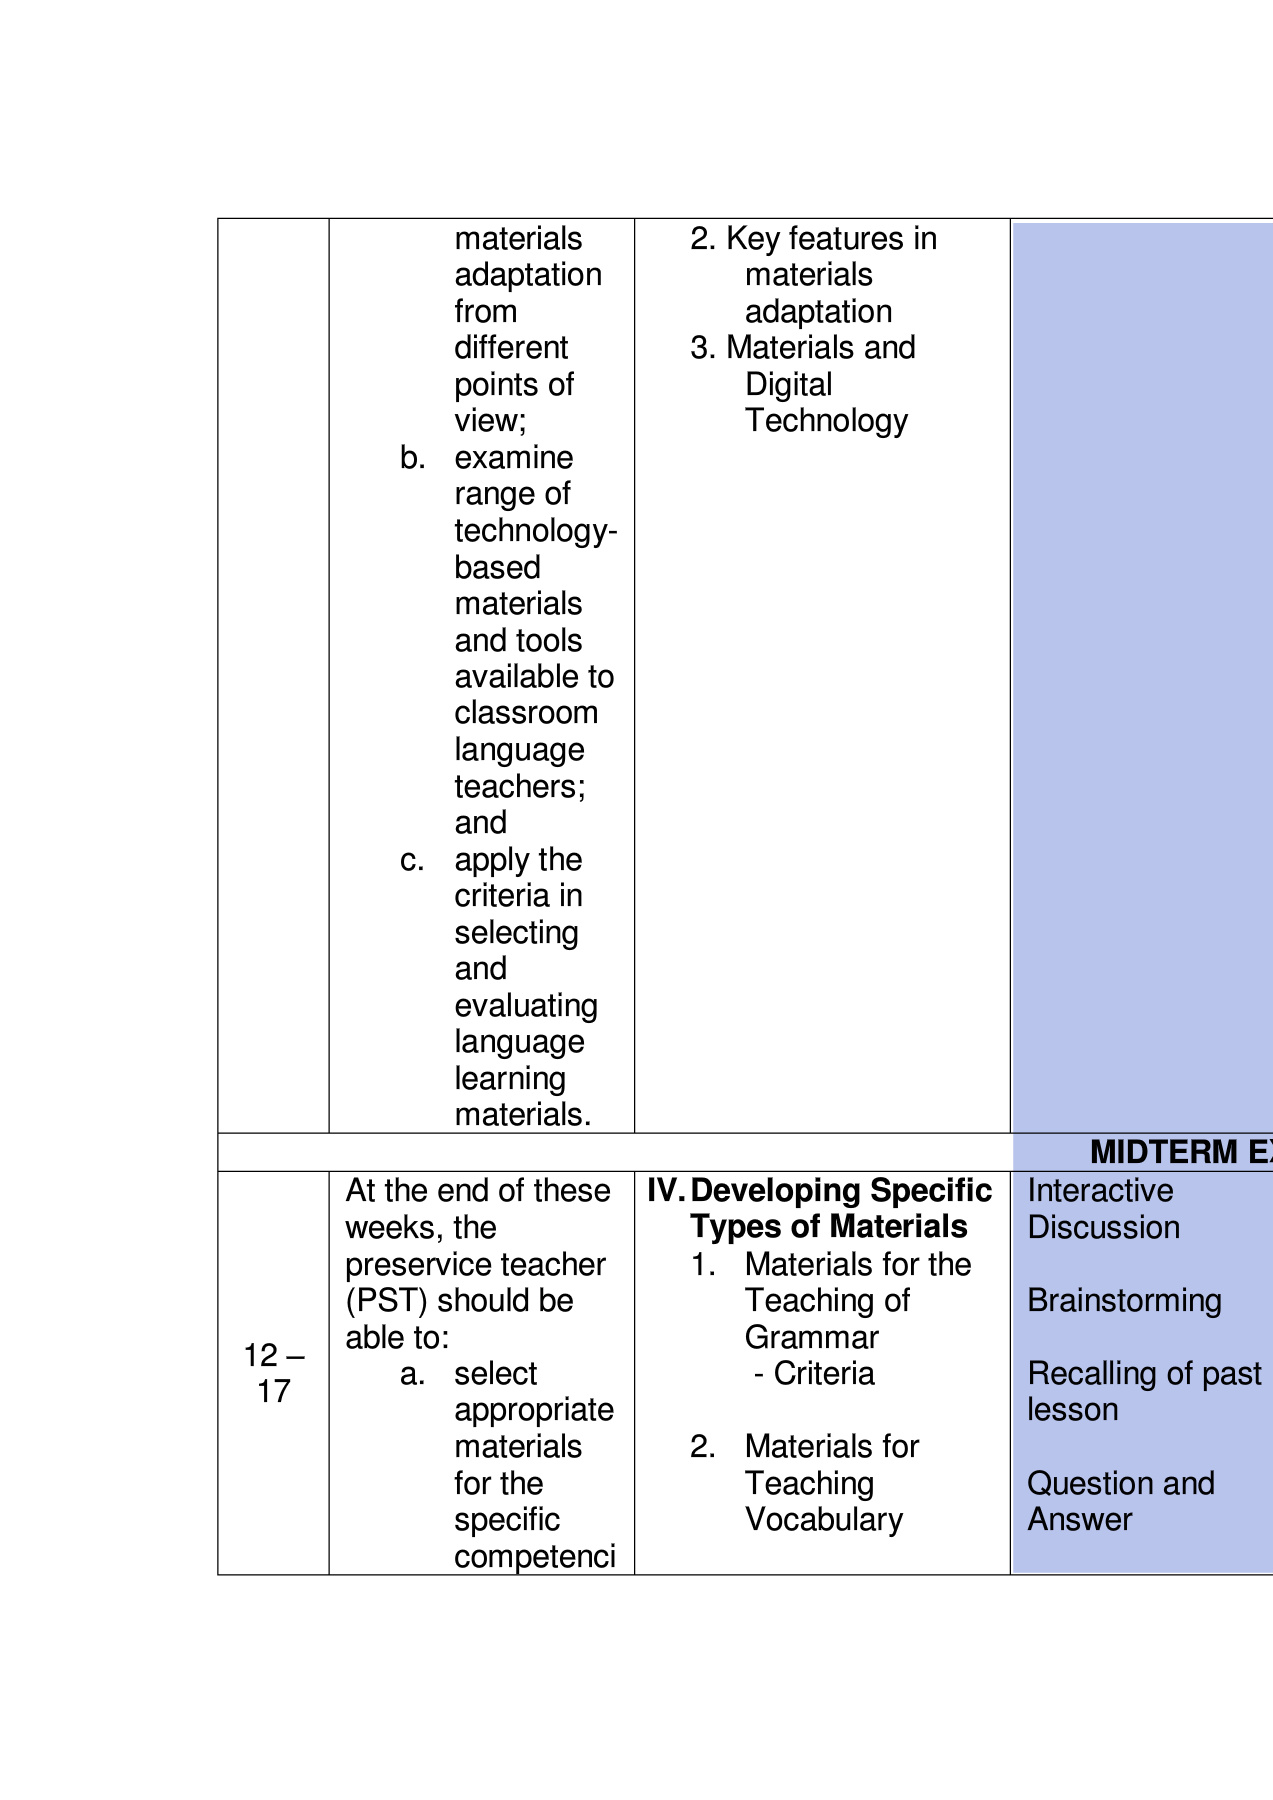 materials
adaptation
from
different
points of
view;
b. examine
range of
technology-
based
materials
and tools
available to
classroom
language
teachers;
and
c. apply the
criteria in
selecting
and
evaluating
language
learning
materials.
2. Key features in
materials
adaptation
3. Materials and
Digital
Technology
MIDTERM EX
12 –
17
At the end of these
weeks, the
preservice teacher
(PST) should be
able to:
a. select
appropriate
materials
for the
specific
competenci
IV. Developing Specific
Types of Materials
1. Materials for the
Teaching of
Grammar
- Criteria
2. Materials for
Teaching
Vocabulary
Interactive
Discussion
Brainstorming
Recalling of past
lesson
Question and
Answer